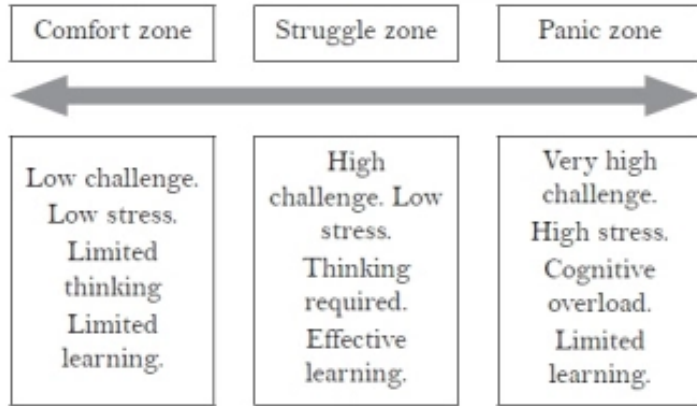 Comfort zone
Struggle zone
Panic zone
Low challenge.
Low stress.
Limited
thinking
Limited
learning.
High
challenge. Low
stress.
Thinking
required.
Effective
learning.
Very high
challenge.
High stress.
Cognitive
overload.
Limited
learning.